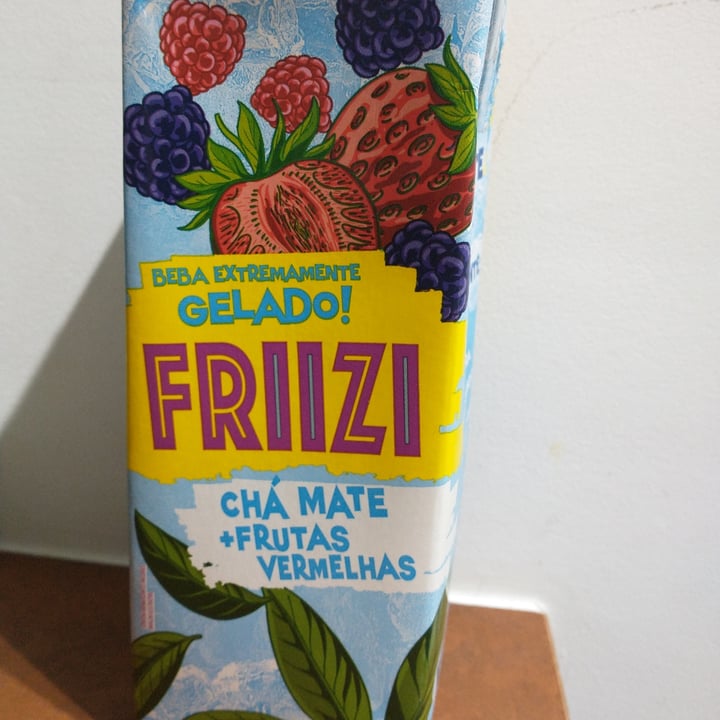 BEBA EXTREMAMENTE
GELADO!
FRIIZI
CHÁ MATE
+FRUTAS
VERMELHAS